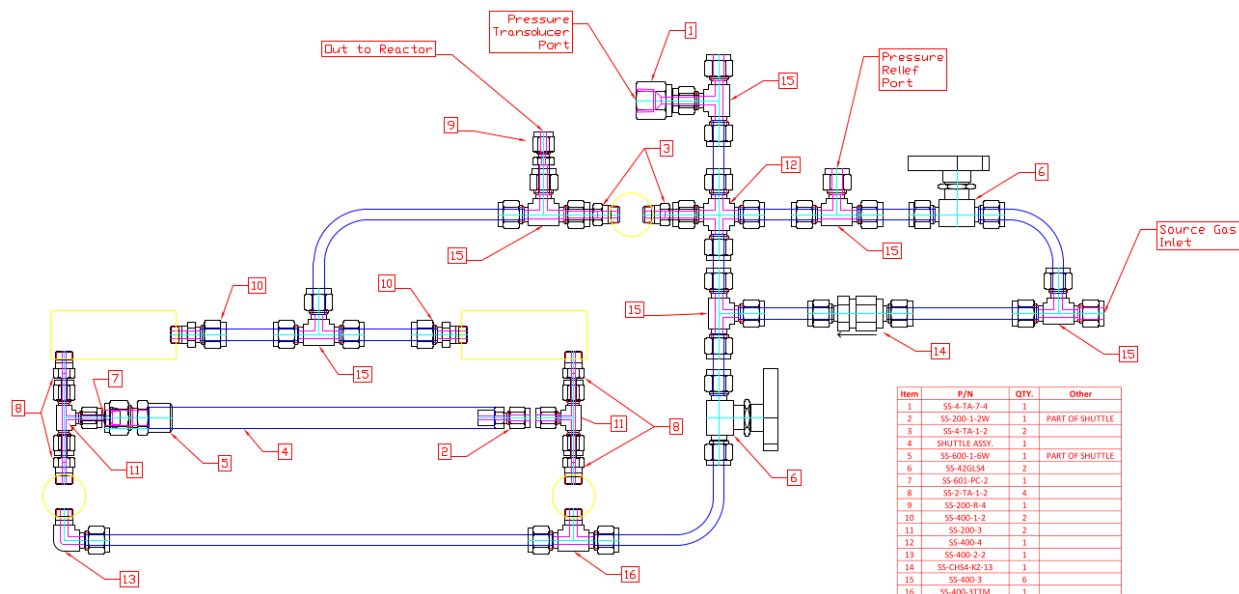 Pressure
Transducer
Port
1
Out to Reactor
15
Pressure
Relief
Port
9
3
12
6
15
15
Source Gas
Inlet
10
10
15
15
14
15
7
8
11
5
4
2
11
8
6
13
16
Item P/N QTY. Other
1 SS-4-TA-7-4 1
2 SS-200-1-2W 1 PART OF SHUTTLE
3 SS-4-TA-1-2 2
4 SHUTTLE ASSY. 1
5 SS-600-1-6W 1 PART OF SHUTTLE
6 SS-42GLS4 2
7 SS-601-PC-2 1
8 SS-2-TA-1-2 4
9 SS-200-R-4 1
10 SS-400-1-2 2
11 SS-200-3 2
12 SS-400-4 1
13 SS-400-2-2 1
14 SS-CHS4-KZ-13 1
15 SS-400-3 6
16 SS-400-3TTM 1